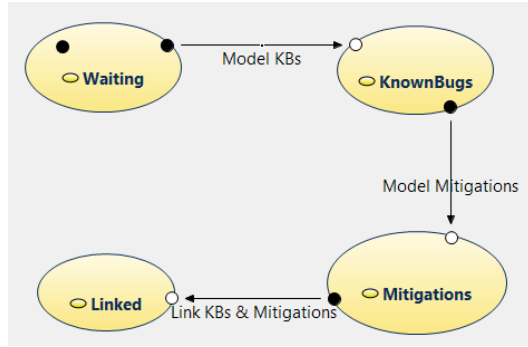 Waiting
Model KBs
KnownBugs
Model Mitigations
Mitigations
Link KBs & Mitigations
Linked